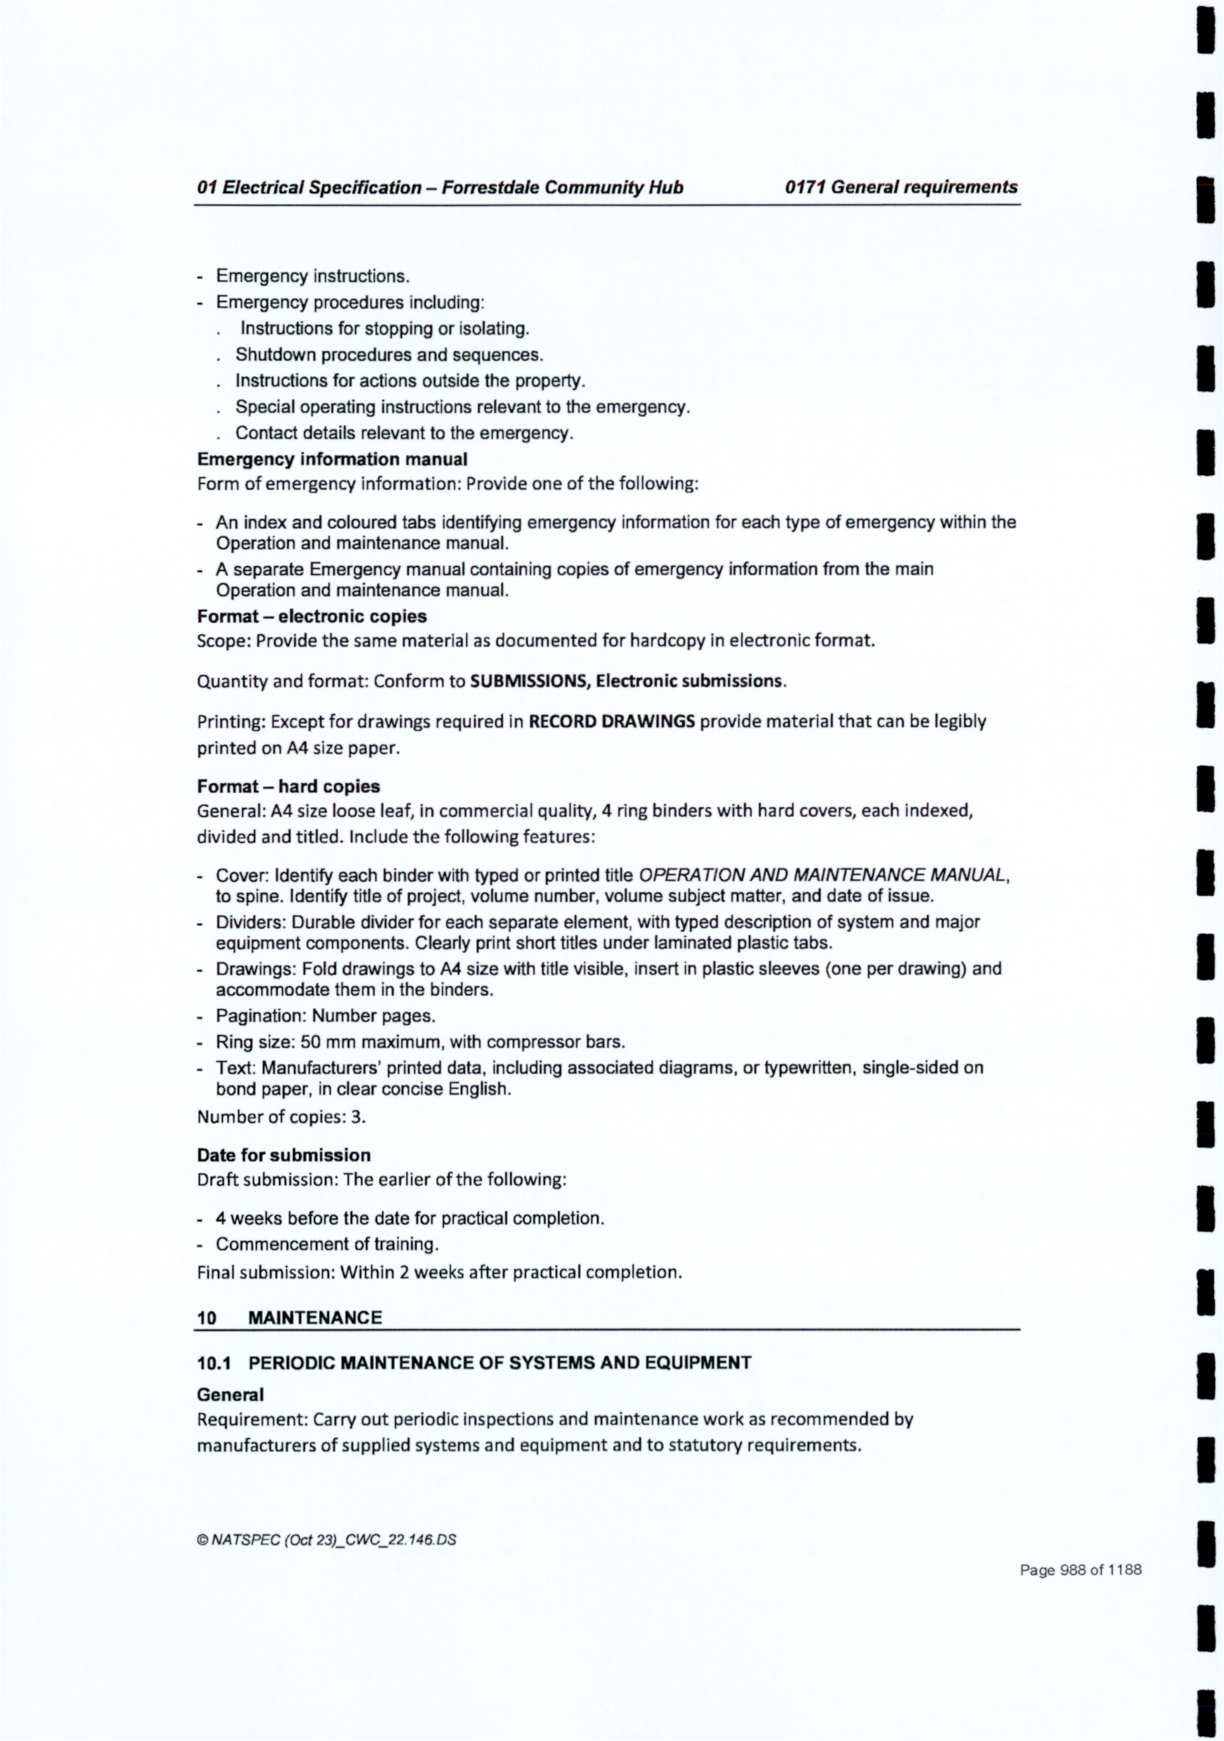 01 Electrical Specification – Forrestdale Community Hub 0171 General requirements
- Emergency instructions.
- Emergency procedures including:
. Instructions for stopping or isolating.
. Shutdown procedures and sequences.
. Instructions for actions outside the property.
. Special operating instructions relevant to the emergency.
. Contact details relevant to the emergency.
Emergency information manual
Form of emergency information: Provide one of the following:
- An index and coloured tabs identifying emergency information for each type of emergency within the
Operation and maintenance manual.
- A separate Emergency manual containing copies of emergency information from the main
Operation and maintenance manual.
Format – electronic copies
Scope: Provide the same material as documented for hardcopy in electronic format.
Quantity and format: Conform to SUBMISSIONS, Electronic submissions.
Printing: Except for drawings required in RECORD DRAWINGS provide material that can be legibly
printed on A4 size paper.
Format – hard copies
General: A4 size loose leaf, in commercial quality, 4 ring binders with hard covers, each indexed,
divided and titled. Include the following features:
- Cover: Identify each binder with typed or printed title OPERATION AND MAINTENANCE MANUAL,
to spine. Identify title of project, volume number, volume subject matter, and date of issue.
- Dividers: Durable divider for each separate element, with typed description of system and major
equipment components. Clearly print short titles under laminated plastic tabs.
- Drawings: Fold drawings to A4 size with title visible, insert in plastic sleeves (one per drawing) and
accommodate them in the binders.
- Pagination: Number pages.
- Ring size: 50 mm maximum, with compressor bars.
- Text: Manufacturers' printed data, including associated diagrams, or typewritten, single-sided on
bond paper, in clear concise English.
Number of copies: 3.
Date for submission
Draft submission: The earlier of the following:
- 4 weeks before the date for practical completion.
- Commencement of training.
Final submission: Within 2 weeks after practical completion.
10 MAINTENANCE
10.1 PERIODIC MAINTENANCE OF SYSTEMS AND EQUIPMENT
General
Requirement: Carry out periodic inspections and maintenance work as recommended by
manufacturers of supplied systems and equipment and to statutory requirements.
© NATSPEC (Oct 23)_CWC_22.146.DS
Page 988 of 1188